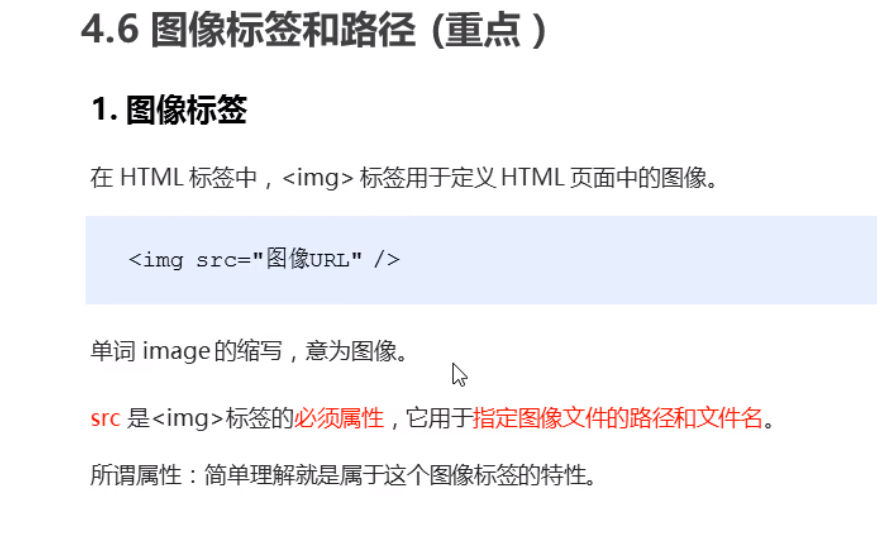 4.6 图像标签和路径 (重点 )
1. 图像标签
在 HTML 标签中，<img> 标签用于定义 HTML 页面中的图像。
<img src="图像URL" />
单词 image 的缩写，意为图像。
src 是<img>标签的必须属性，它用于指定图像文件的路径和文件名。
所谓属性：简单理解就是属于这个图像标签的特性。